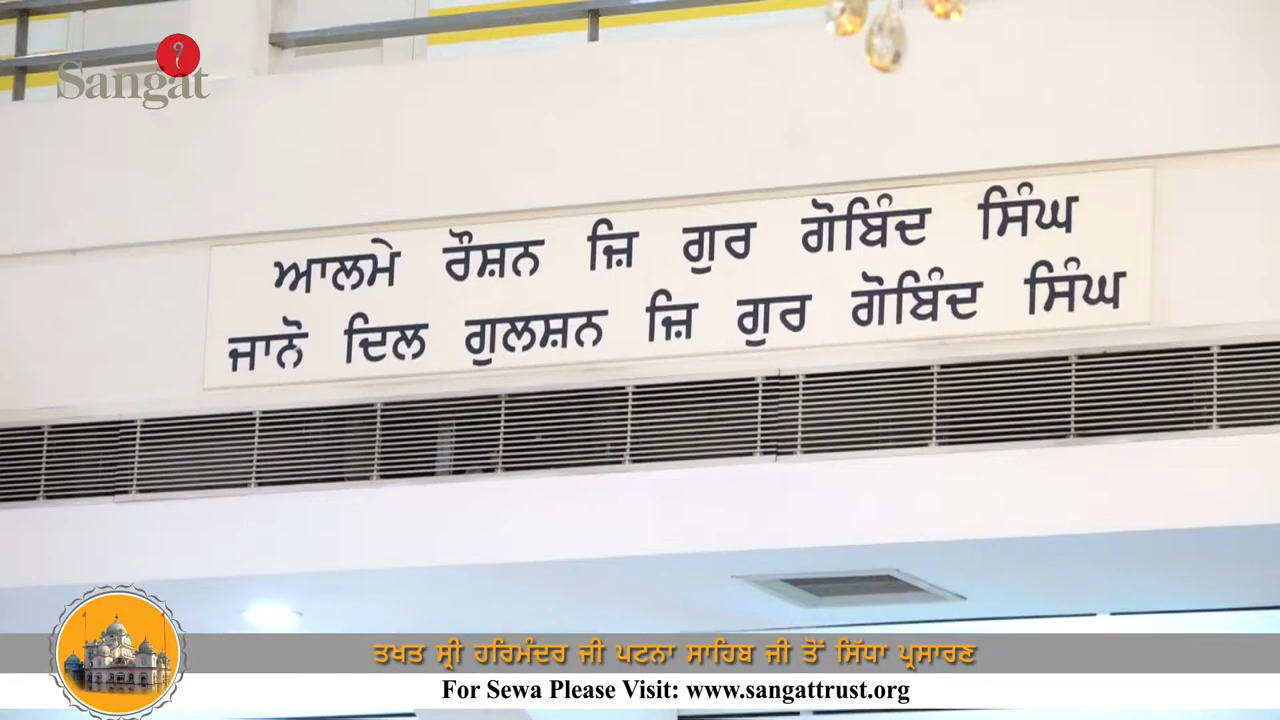 Sangat
ਆਲਮੇ ਰੌਸ਼ਨ ਜ਼ਿ ਗੁਰ ਗੋਬਿੰਦ ਸਿੰਘ
ਜਾਨੋ ਦਿਲ ਗੁਲਸ਼ਨ ਜ਼ਿ ਗੁਰ ਗੋਬਿੰਦ ਸਿੰਘ
ਤਖਤ ਸ੍ਰੀ ਹਰਿਮੰਦਰ ਜੀ ਪਟਨਾ ਸਾਹਿਬ ਜੀ ਤੋਂ ਸਿੱਧਾ ਪ੍ਰਸਾਰਣ
For Sewa Please Visit: www.sangattrust.org